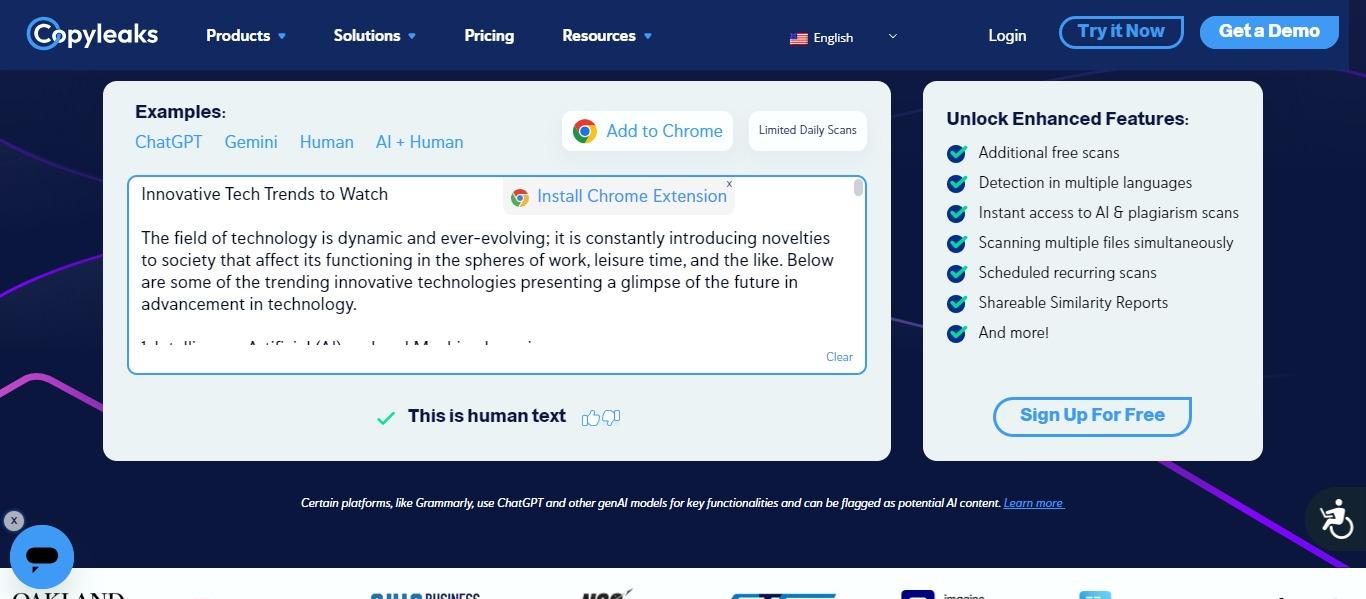 Copyleaks
Products
Solutions
Pricing
Resources
English
Login
Try it Now
Get a Demo
Examples:
ChatGPT Gemini Human AI + Human
Add to Chrome
Limited Daily Scans
Innovative Tech Trends to Watch
Install Chrome Extension
x
The field of technology is dynamic and ever-evolving; it is constantly introducing novelties
to society that affect its functioning in the spheres of work, leisure time, and the like. Below
are some of the trending innovative technologies presenting a glimpse of the future in
advancement in technology.
Clear
This is human text
Unlock Enhanced Features:
Additional free scans
Detection in multiple languages
Instant access to AI & plagiarism scans
Scanning multiple files simultaneously
Scheduled recurring scans
Shareable Similarity Reports
And more!
Sign Up For Free
Certain platforms, like Grammarly, use ChatGPT and other genAI models for key functionalities and can be flagged as potential AI content. Learn more
x
OAKLAND
BUSINESS
imagine